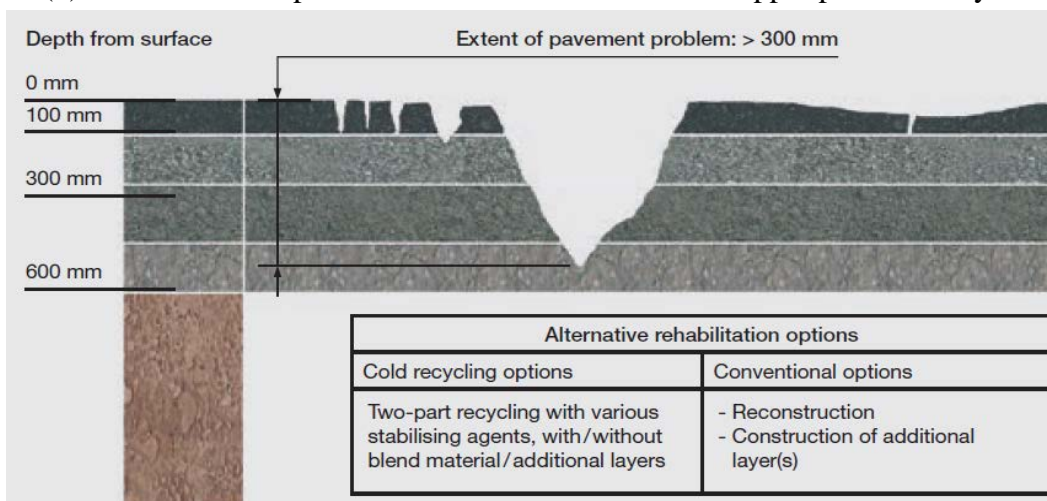 Depth from surface
Extent of pavement problem: > 300 mm
0 mm
100 mm
300 mm
600 mm
Alternative rehabilitation options
Cold recycling options
Conventional options
Two-part recycling with various
stabilising agents, with/without
blend material/additional layers
- Reconstruction
- Construction of additional
layer(s)